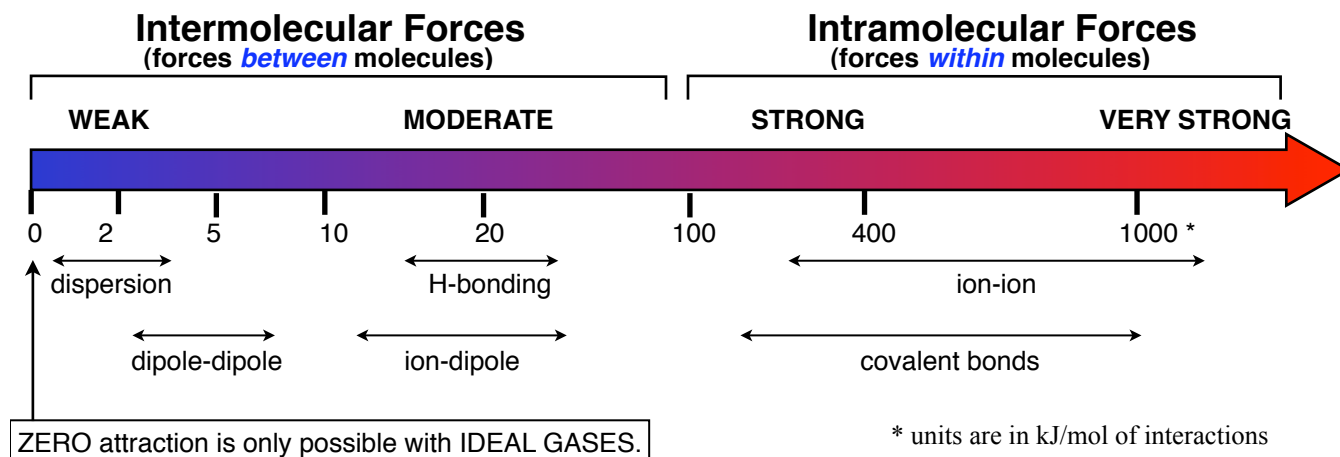 Intermolecular Forces
(forces between molecules)
Intramolecular Forces
(forces within molecules)
WEAK
MODERATE
STRONG
VERY STRONG
0
2
5
10
20
100
400
1000 *
dispersion
H-bonding
ion-ion
dipole-dipole
ion-dipole
covalent bonds
ZERO attraction is only possible with IDEAL GASES.
* units are in kJ/mol of interactions